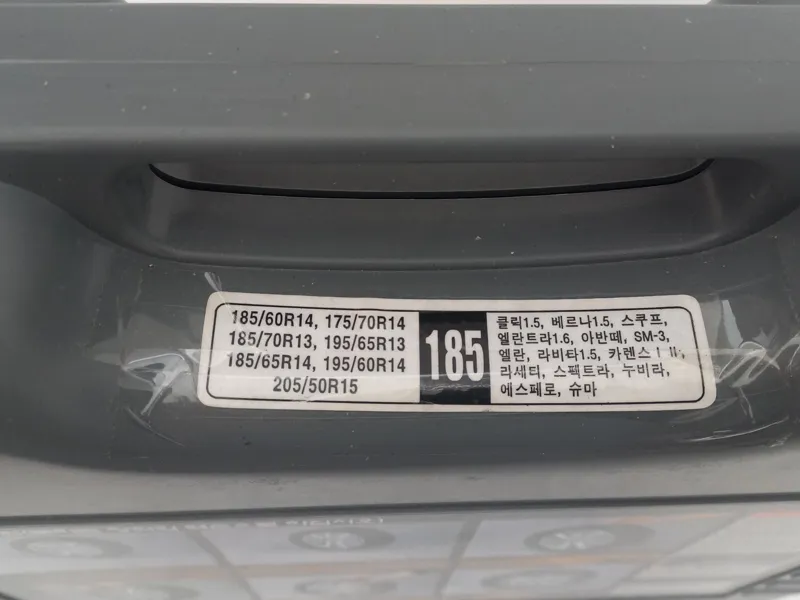 185/60R14, 175/70R14
185/70R13, 195/65R13
185/65R14, 195/60R14
205/50R15
185
클릭1.5, 베르나1.5, 스쿠프,
엘란트라1.6, 아반떼, SM-3,
엘란, 라비타1.5, 카렌스 I II,
라세티, 스펙트라, 누비라,
에스페로, 슈마